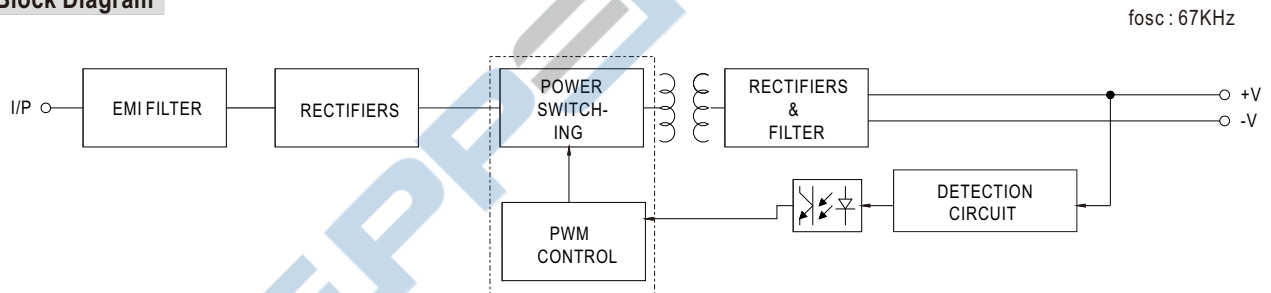 Block Diagram
fosc : 67KHz
I/P
EMI FILTER
RECTIFIERS
POWER
SWITCH-
ING
RECTIFIERS
&
FILTER
+V
-V
DETECTION
CIRCUIT
PWM
CONTROL